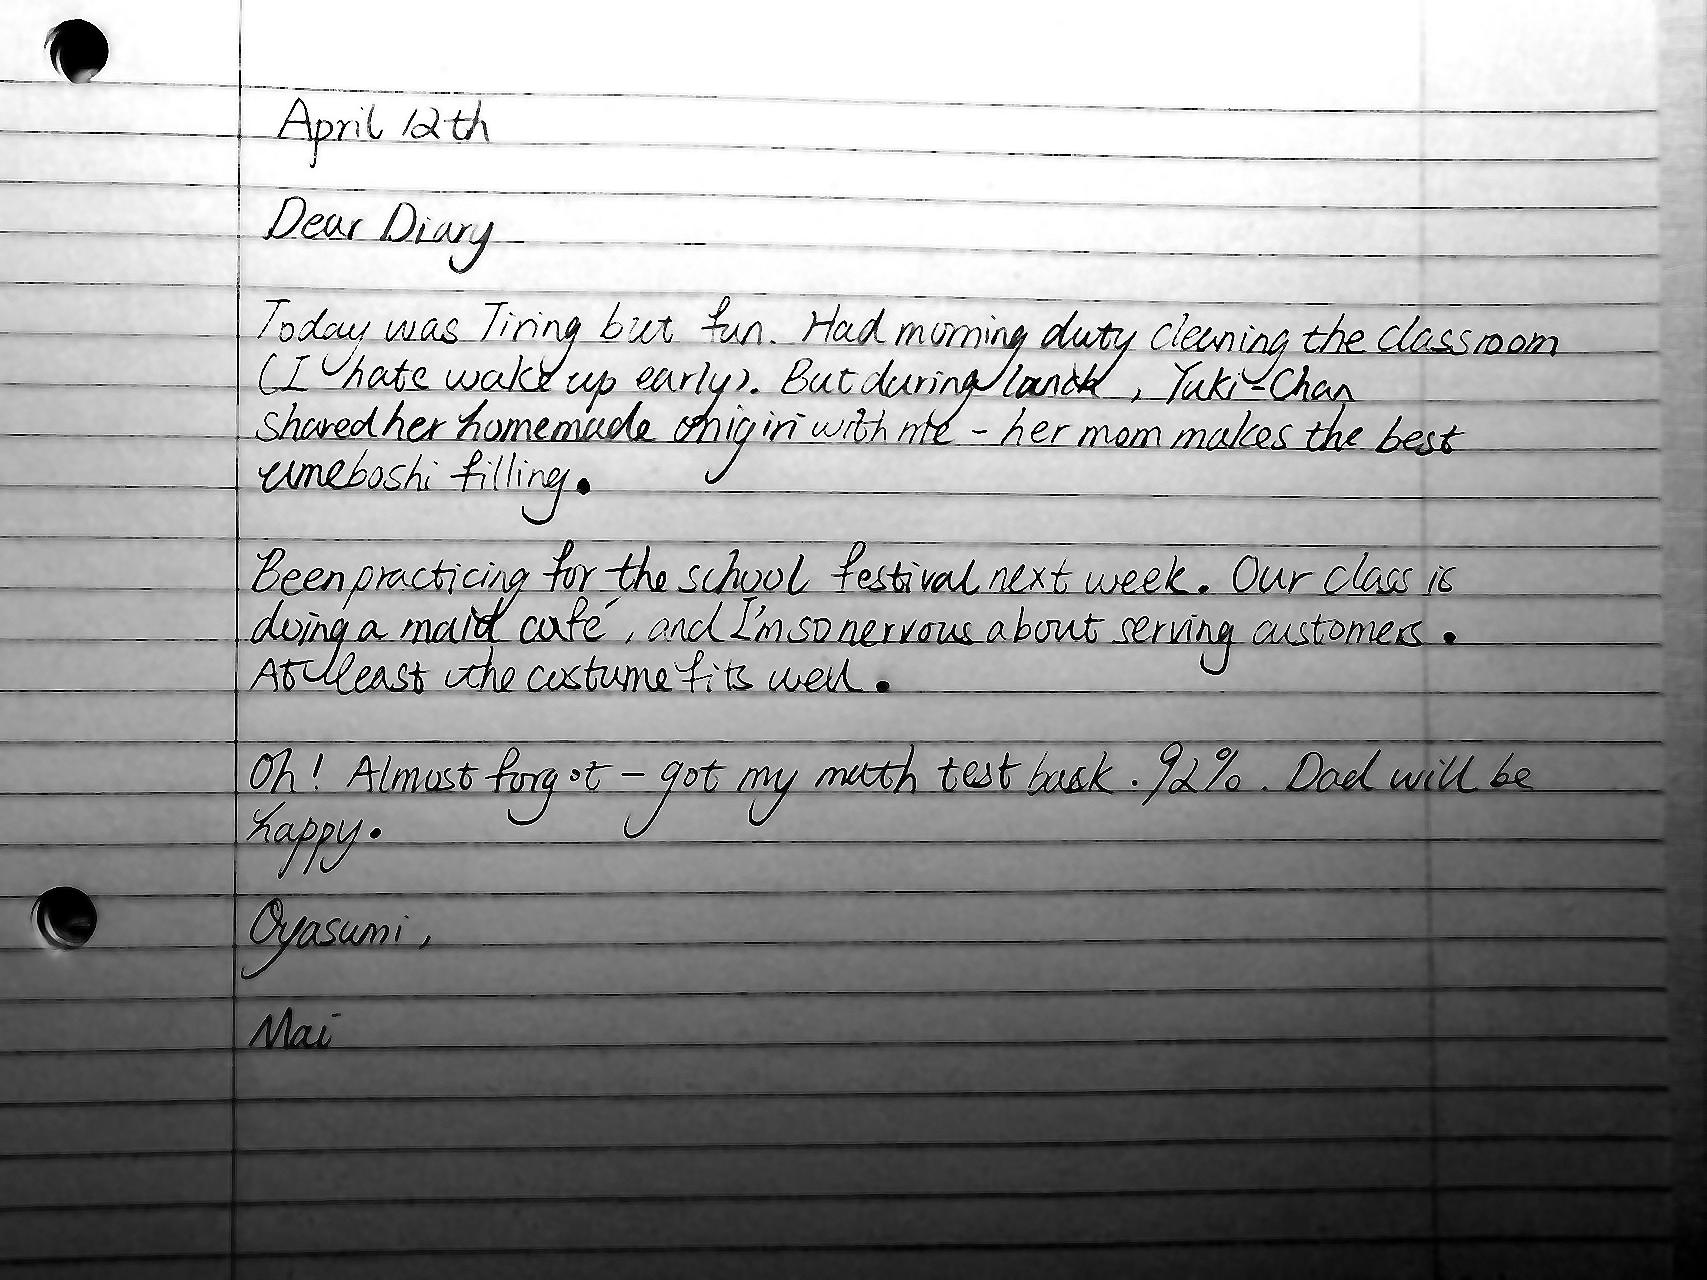 April 12th
Dear Diary
Today was Tiring but fun. Had morning duty cleaning the classroom
(I hate wake up early). But during lunch, Yuki-Chan
shared her homemade onigiri with me - her mom makes the best
umeboshi filling.
Been practicing for the school festival next week. Our class is
doing a maid café, and I'm so nervous about serving customers.
At least the costume fits well.
Oh! Almost forgot - got my math test back. 92%. Dad will be
happy.
Oyasumi,
Mai